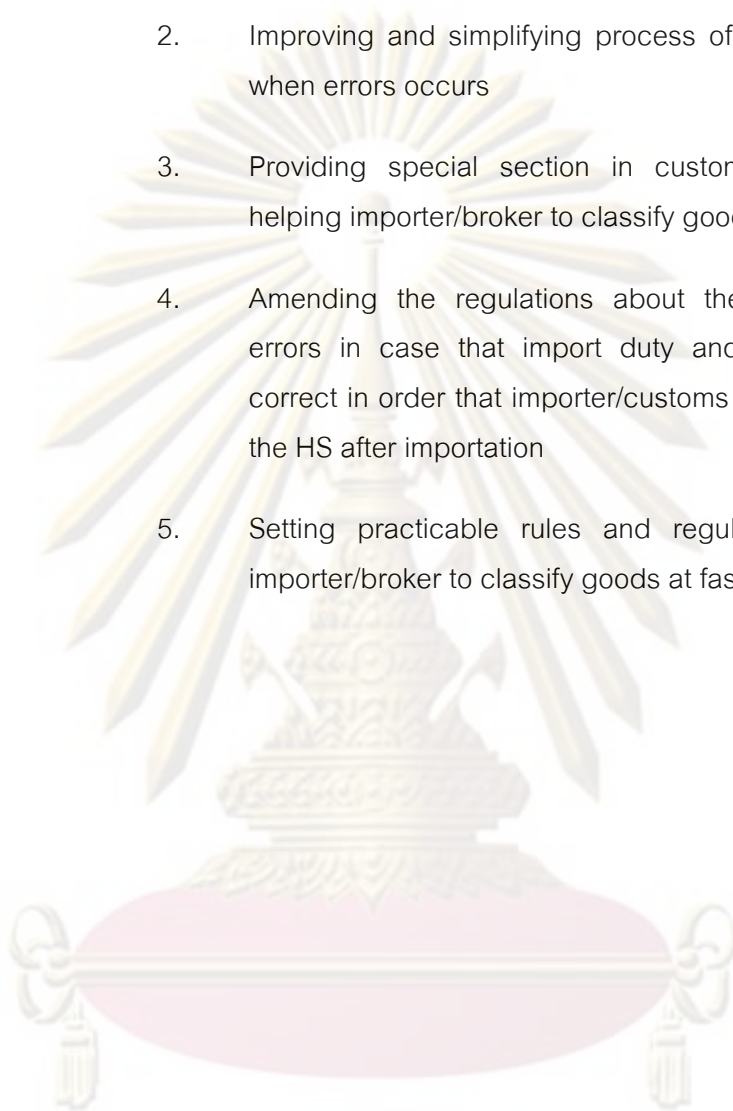 2. Improving and simplifying process of
when errors occurs
3. Providing special section in custom
helping importer/broker to classify good
4. Amending the regulations about the
errors in case that import duty and
correct in order that importer/customs
the HS after importation
5. Setting practicable rules and regul
importer/broker to classify goods at fas